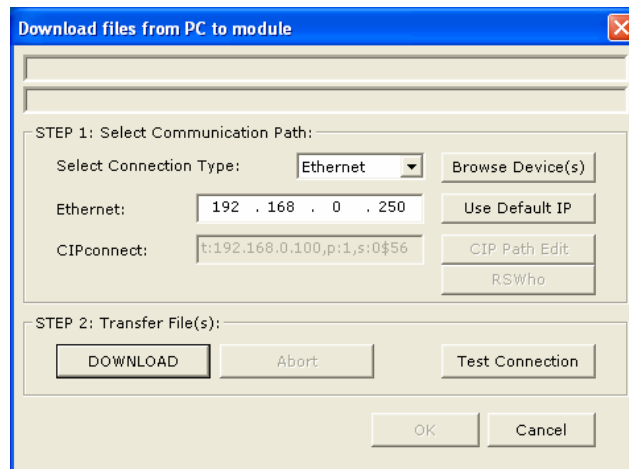 Download files from PC to module
STEP 1: Select Communication Path:
Select Connection Type: Ethernet Browse Device(s)
Ethernet: 192 . 168 . 0 . 250 Use Default IP
CIPconnect: t:192.168.0.100,p:1,s:0$56 CIP Path Edit
RSWho
STEP 2: Transfer File(s):
DOWNLOAD Abort Test Connection
OK Cancel